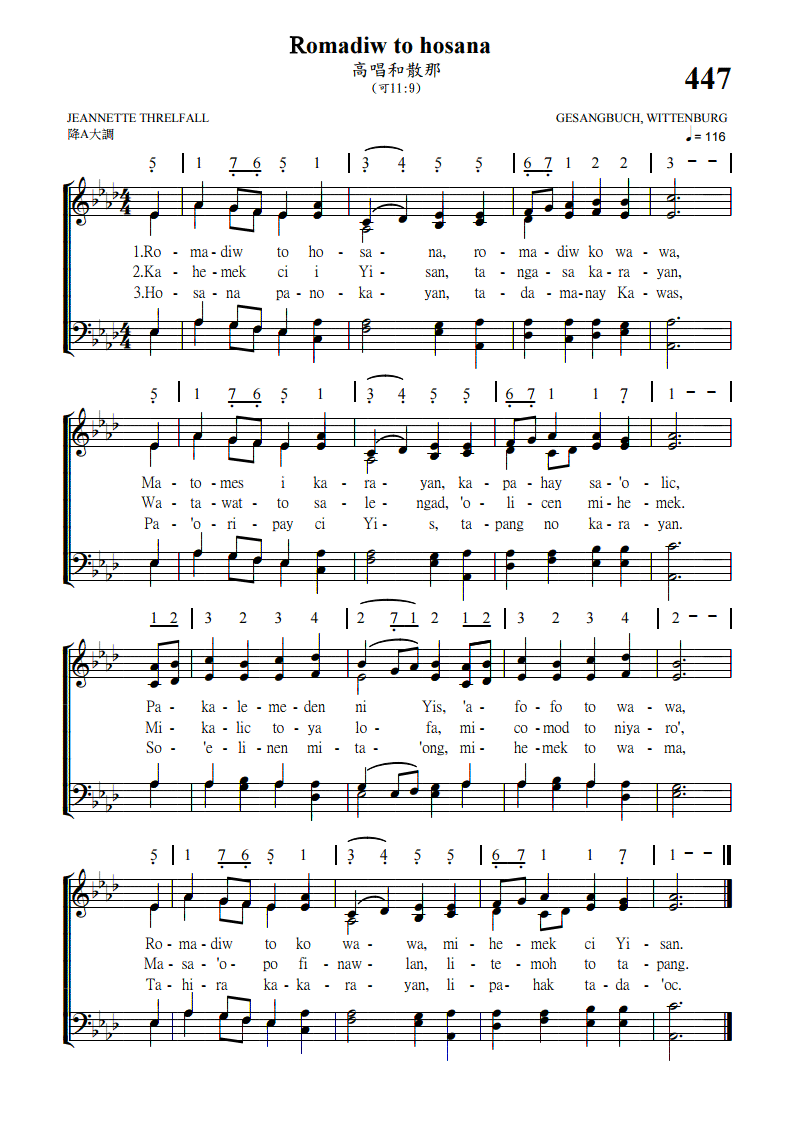 Romadiw to hosana
高唱和散那
(可11:9)
447
JEANNETTE THRELFALL
GESANGBUCH, WITTENBURG
降A大調
♩ = 116
5̣ | 1 7̣ 6̣ 5̣ 1 | 3̣ 4̣ 5̣ 5̣ | 6̣ 7̣ 1 2 2 | 3 – – |
1.Ro - ma - diw to ho - sa - na, ro - ma - diw ko wa - wa,
2.Ka - he - mek ci i Yi - san, ta - nga - sa ka - ra - yan,
3.Ho - sa - na pa - no - ka - yan, ta - da - ma - nay Ka - was,
5̣ | 1 7̣ 6̣ 5̣ 1 | 3̣ 4̣ 5̣ 5̣ | 6̣ 7̣ 1 1 7̣ | 1 – – |
Ma - to - mes i ka - ra - yan, ka - pa - hay sa - 'o - lic,
Wa - ta - wat - to sa - le - ngad, 'o - li - cen mi - he - mek.
Pa - 'o - ri - pay ci Yi - s, ta - pang no ka - ra - yan.
1 2 | 3 2 3 4 | 2 7̣ 1 2 1 2 | 3 2 3 4 | 2 – – |
Pa - ka - le - me - den ni Yis, 'a - fo - fo to wa - wa,
Mi - ka - lic to - ya lo - fa, mi - co - mod to niya - ro',
So - 'e - li - nen mi - ta - 'ong, mi - he - mek to wa - ma,
5̣ | 1 7̣ 6̣ 5̣ 1 | 3̣ 4̣ 5̣ 5̣ | 6̣ 7̣ 1 1 7̣ | 1 – – ‖
Ro - ma - diw to ko wa - wa, mi - he - mek ci Yi - san.
Ma - sa - 'o - po fi - naw - lan, li - te - moh to ta - pang.
Ta - hi - ra ka - ka - ra - yan, li - pa - hak ta - da - 'oc.